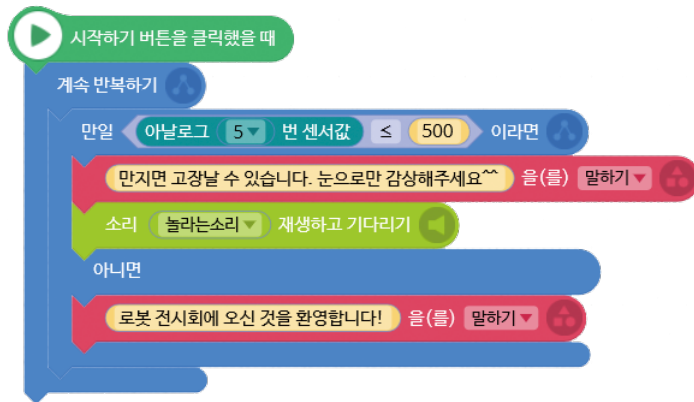 시작하기 버튼을 클릭했을 때
계속 반복하기
만일 아날로그 5 번 센서값 ≤ 500 이라면
만지면 고장날 수 있습니다. 눈으로만 감상해주세요^^ 을(를) 말하기
소리 놀라는소리 재생하고 기다리기
아니면
로봇 전시회에 오신 것을 환영합니다! 을(를) 말하기